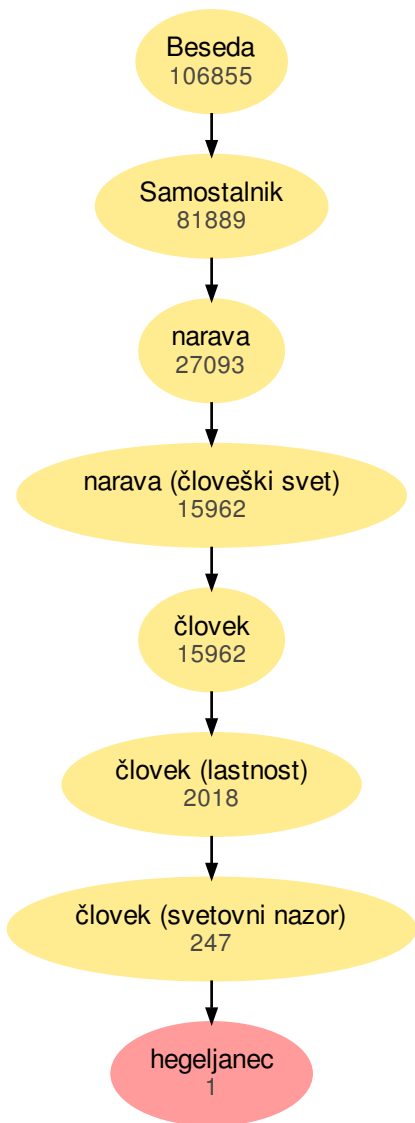 Beseda
106855
Samostalnik
81889
narava
27093
narava (človeški svet)
15962
človek
15962
človek (lastnost)
2018
človek (svetovni nazor)
247
hegeljanec
1